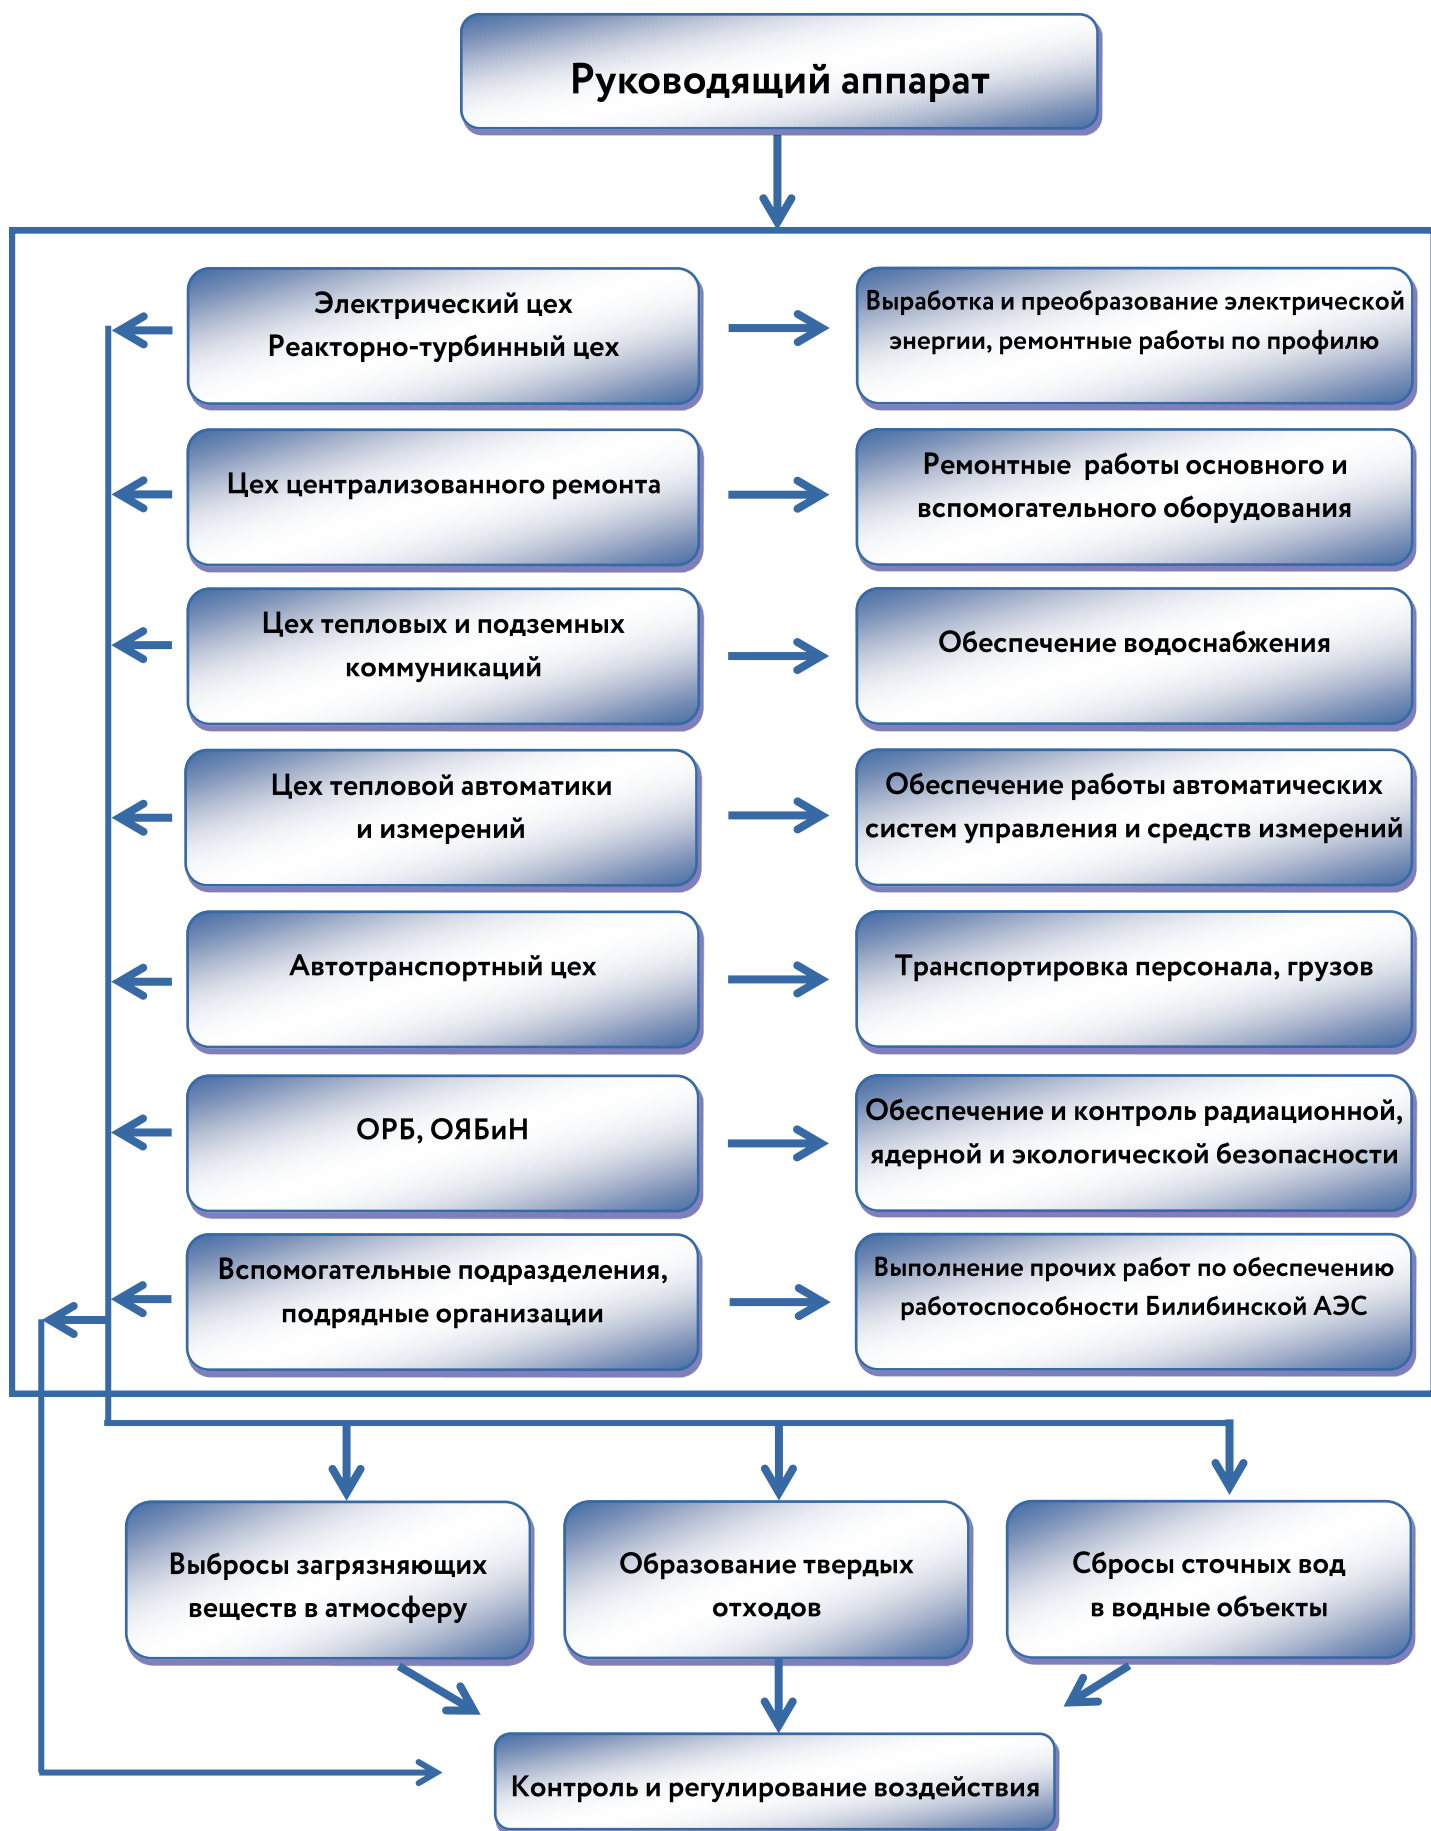 Руководящий аппарат
Электрический цех
Реакторно-турбинный цех
Выработка и преобразование электрической
энергии, ремонтные работы по профилю
Цех централизованного ремонта
Ремонтные работы основного и
вспомогательного оборудования
Цех тепловых и подземных
коммуникаций
Обеспечение водоснабжения
Цех тепловой автоматики
и измерений
Обеспечение работы автоматических
систем управления и средств измерений
Автотранспортный цех
Транспортировка персонала, грузов
ОРБ, ОЯБиН
Обеспечение и контроль радиационной,
ядерной и экологической безопасности
Вспомогательные подразделения,
подрядные организации
Выполнение прочих работ по обеспечению
работоспособности Билибинской АЭС
Выбросы загрязняющих
веществ в атмосферу
Образование твердых
отходов
Сбросы сточных вод
в водные объекты
Контроль и регулирование воздействия